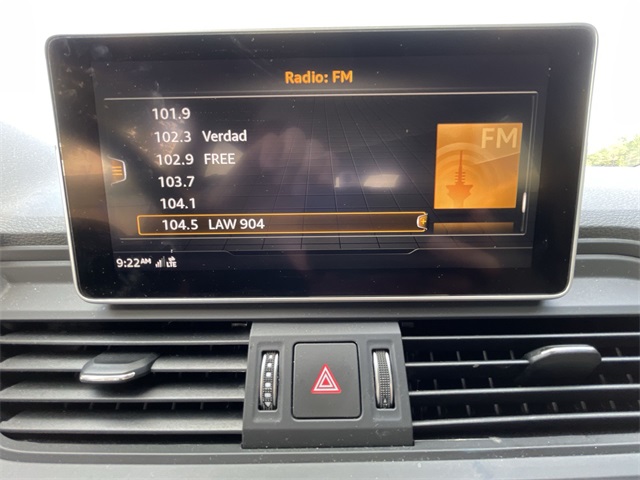 Radio: FM
101.9
102.3 Verdad
102.9 FREE
103.7
104.1
104.5 LAW 904
FM
9:22AM LTE